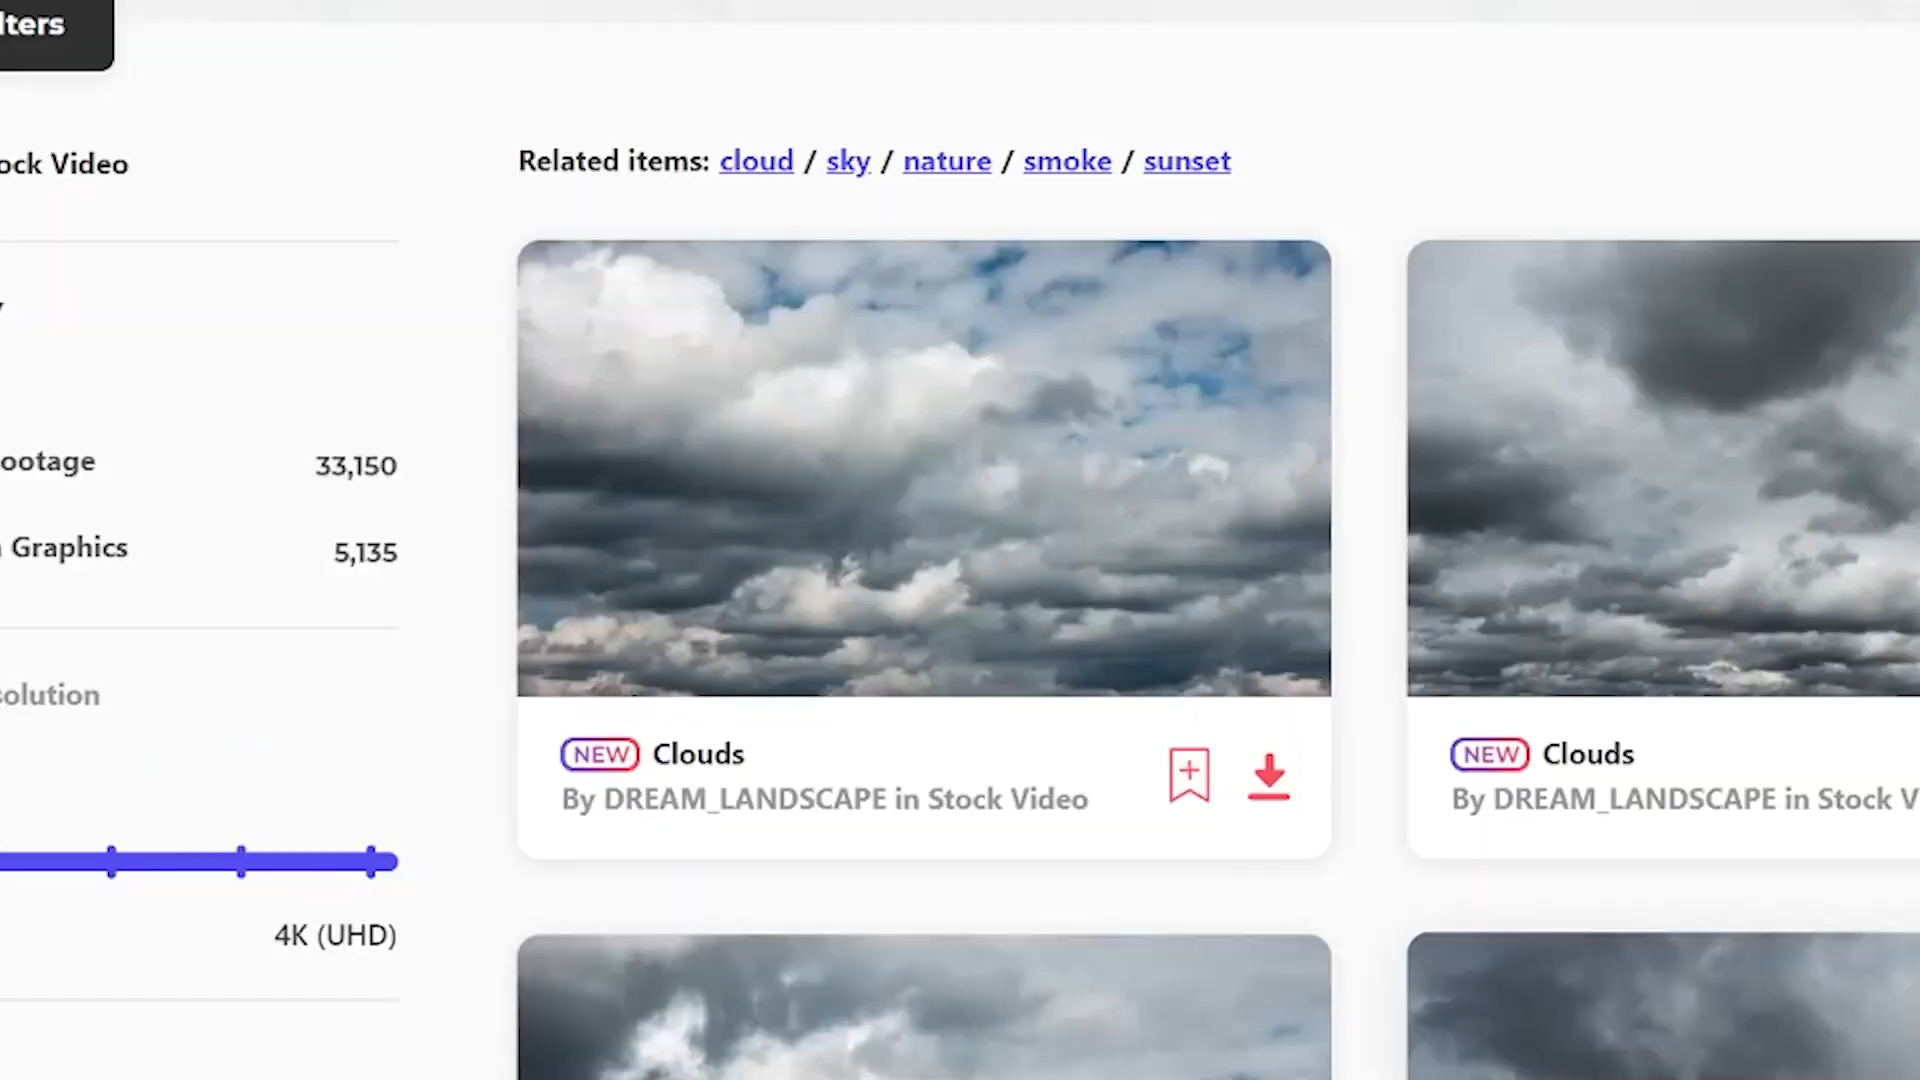 lters
ock Video
ootage 33,150
Graphics 5,135
solution
4K (UHD)
Related items: cloud / sky / nature / smoke / sunset
NEW Clouds
By DREAM_LANDSCAPE in Stock Video
NEW Clouds
By DREAM_LANDSCAPE in Stock V